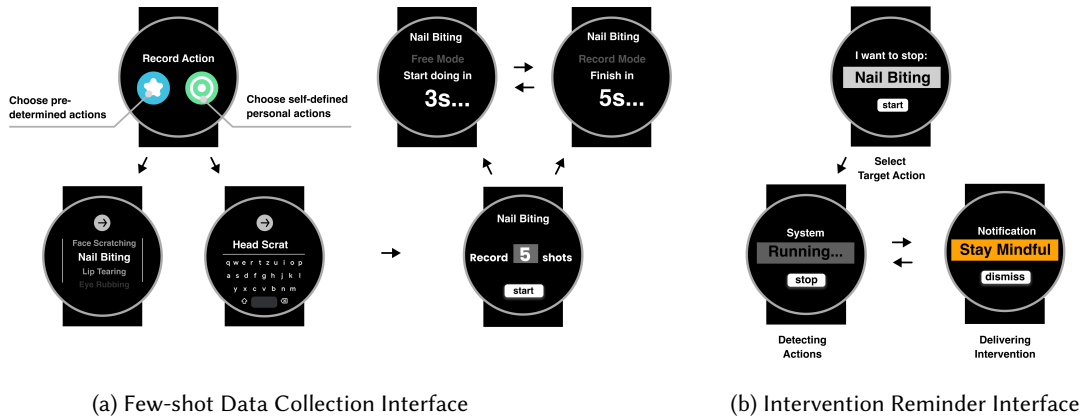 Record Action
Choose pre-
determined actions
Choose self-defined
personal actions
Face Scratching
Nail Biting
Lip Tearing
Eye Rubbing
Head Scrat
q w e r t z u i o p
a s d f g h j k l
y x c v b n m
Nail Biting
Free Mode
Start doing in
3s...
Nail Biting
Record Mode
Finish in
5s...
Nail Biting
Record 5 shots
start
(a) Few-shot Data Collection Interface
I want to stop:
Nail Biting
start
Select
Target Action
System
Running...
stop
Detecting
Actions
Notification
Stay Mindful
dismiss
Delivering
Intervention
(b) Intervention Reminder Interface